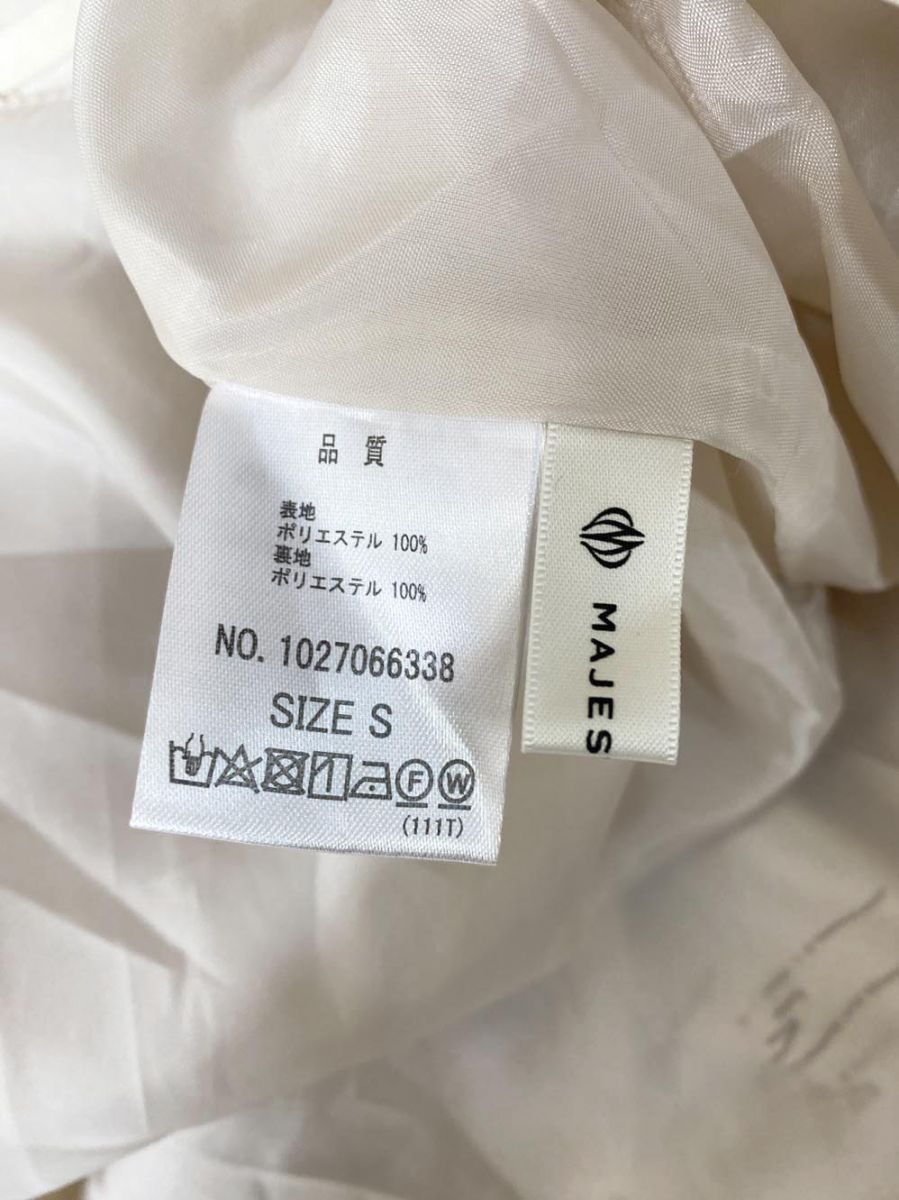 品 質
表地
ポリエステル 100%
裏地
ポリエステル 100%
NO. 1027066338
SIZE S
F W
(111T)
MAJES